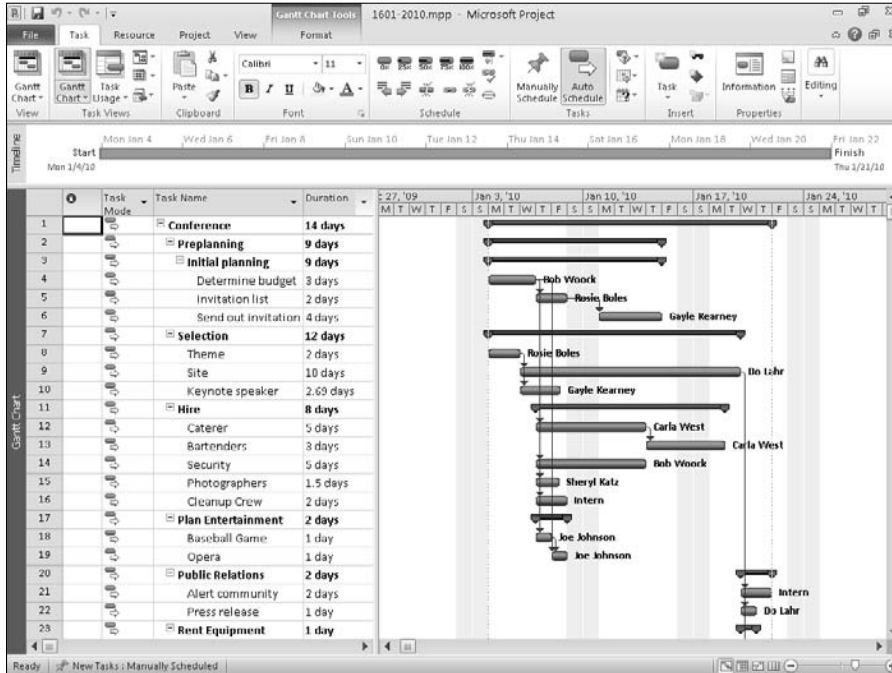 Gantt Chart Tools 1601-2010.mpp - Microsoft Project
File Task Resource Project View Format
Gantt Chart
Gantt Chart
Task Usage
Paste
Calibri 11
B I U A
0% 25% 50% 75% 100%
Manually Schedule
Auto Schedule
Task
Information
Editing
View Task Views Clipboard Font Schedule Tasks Insert Properties
Timeline
Mon Jan 4 Wed Jan 6 Fri Jan 8 Sun Jan 10 Tue Jan 12 Thu Jan 14 Sat Jan 16 Mon Jan 18 Wed Jan 20 Fri Jan 22
Start Finish
Mon 1/4/10 Thu 1/21/10
Task Mode Task Name Duration
27, '09 Jan 3, '10 Jan 10, '10 Jan 17, '10 Jan 24, '10
M T W T F S S M T W T F S S M T W T F S S M T W T F S S M T W T
Gantt Chart
1 Conference 14 days
2 Preplanning 9 days
3 Initial planning 9 days
4 Determine budget 3 days Bob Woock
5 Invitation list 2 days Rosie Boles
6 Send out invitation 4 days Gayle Kearney
7 Selection 12 days
8 Theme 2 days Rosie Boles
9 Site 10 days Do Lahr
10 Keynote speaker 2.69 days Gayle Kearney
11 Hire 8 days
12 Caterer 5 days Carla West
13 Bartenders 3 days Carla West
14 Security 5 days Bob Woock
15 Photographers 1.5 days Sheryl Katz
16 Cleanup Crew 2 days Intern
17 Plan Entertainment 2 days
18 Baseball Game 1 day Joe Johnson
19 Opera 1 day Joe Johnson
20 Public Relations 2 days
21 Alert community 2 days Intern
22 Press release 1 day Do Lahr
23 Rent Equipment 1 day
Ready New Tasks : Manually Scheduled